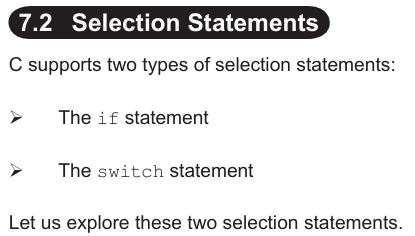 7.2 Selection Statements
C supports two types of selection statements:
➢ The if statement
➢ The switch statement
Let us explore these two selection statements.